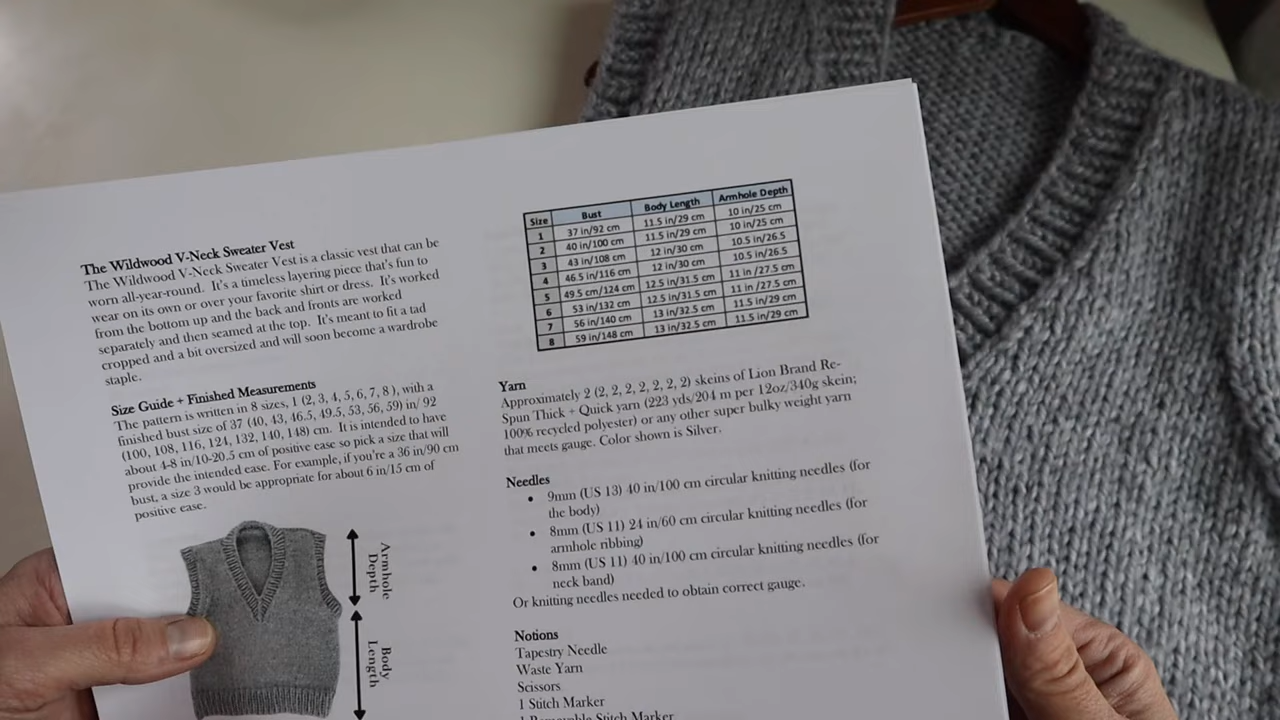 The Wildwood V-Neck Sweater Vest
The Wildwood V-Neck Sweater Vest is a classic vest that can be
worn all-year-round. It's a timeless layering piece that's fun to
wear on its own or over your favorite shirt or dress. It's worked
from the bottom up and the back and fronts are worked
separately and then seamed at the top. It's meant to fit a tad
cropped and a bit oversized and will soon become a wardrobe
staple.
Size Guide + Finished Measurements
The pattern is written in 8 sizes, 1 (2, 3, 4, 5, 6, 7, 8 ), with a
finished bust size of 37 (40, 43, 46.5, 49.5, 53, 56, 59) in/ 92
(100, 108, 116, 124, 132, 140, 148) cm. It is intended to have
about 4-8 in/10-20.5 cm of positive ease so pick a size that will
provide the intended ease. For example, if you're a 36 in/90 cm
bust, a size 3 would be appropriate for about 6 in/15 cm of
positive ease.
Armhole
Depth
Body
Length
Size Bust Body Length Armhole Depth
1 37 in/92 cm 11.5 in/29 cm 10 in/25 cm
2 40 in/100 cm 11.5 in/29 cm 10 in/25 cm
3 43 in/108 cm 12 in/30 cm 10.5 in/26.5
4 46.5 in/116 cm 12 in/30 cm 10.5 in/26.5
5 49.5 cm/124 cm 12.5 in/31.5 cm 11 in /27.5 cm
6 53 in/132 cm 12.5 in/31.5 cm 11 in /27.5 cm
7 56 in/140 cm 13 in/32.5 cm 11.5 in/29 cm
8 59 in/148 cm 13 in/32.5 cm 11.5 in/29 cm
Yarn
Approximately 2 (2, 2, 2, 2, 2, 2, 2) skeins of Lion Brand Re-
Spun Thick + Quick yarn (223 yds/204 m per 12oz/340g skein;
100% recycled polyester) or any other super bulky weight yarn
that meets gauge. Color shown is Silver.
Needles
• 9mm (US 13) 40 in/100 cm circular knitting needles (for
the body)
• 8mm (US 11) 24 in/60 cm circular knitting needles (for
armhole ribbing)
• 8mm (US 11) 40 in/100 cm circular knitting needles (for
neck band)
Or knitting needles needed to obtain correct gauge.
Notions
Tapestry Needle
Waste Yarn
Scissors
1 Stitch Marker
1 Removable Stitch Marker